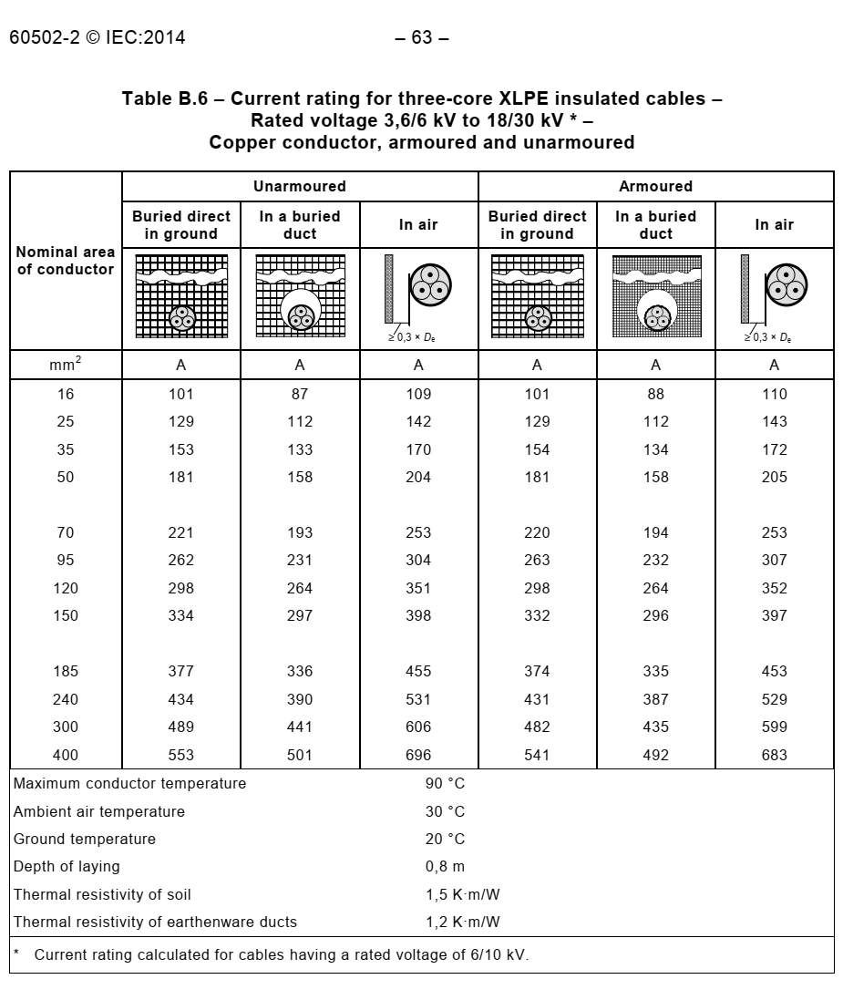 60502-2 © IEC:2014 – 63 –
Table B.6 – Current rating for three-core XLPE insulated cables –
Rated voltage 3,6/6 kV to 18/30 kV * –
Copper conductor, armoured and unarmoured
Nominal area of conductor
Unarmoured Armoured
Buried direct in ground In a buried duct In air Buried direct in ground In a buried duct In air
≥ 0,3 × De ≥ 0,3 × De
mm2 A A A A A A
16 101 87 109 101 88 110
25 129 112 142 129 112 143
35 153 133 170 154 134 172
50 181 158 204 181 158 205
70 221 193 253 220 194 253
95 262 231 304 263 232 307
120 298 264 351 298 264 352
150 334 297 398 332 296 397
185 377 336 455 374 335 453
240 434 390 531 431 387 529
300 489 441 606 482 435 599
400 553 501 696 541 492 683
Maximum conductor temperature 90 °C
Ambient air temperature 30 °C
Ground temperature 20 °C
Depth of laying 0,8 m
Thermal resistivity of soil 1,5 K·m/W
Thermal resistivity of earthenware ducts 1,2 K·m/W
* Current rating calculated for cables having a rated voltage of 6/10 kV.